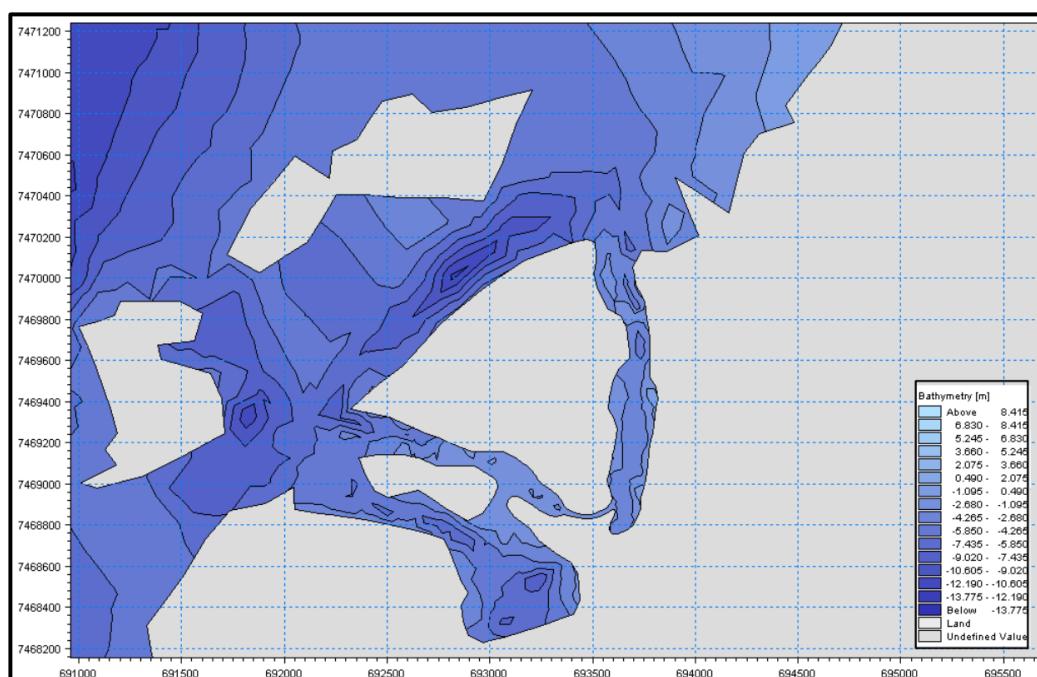 7471200
7471000
7470800
7470600
7470400
7470200
7470000
7469800
7469600
7469400
7469200
7469000
7468800
7468600
7468400
7468200
691000 691500 692000 692500 693000 693500 694000 694500 695000 695500
Bathymetry [m]
Above 8.415
6.830 - 8.415
5.245 - 6.830
3.660 - 5.245
2.075 - 3.660
0.490 - 2.075
-1.095 - 0.490
-2.680 - -1.095
-4.265 - -2.680
-5.850 - -4.265
-7.435 - -5.850
-9.020 - -7.435
-10.605 - -9.020
-12.190 - -10.605
-13.775 - -12.190
Below -13.775
Land
Undefined Value